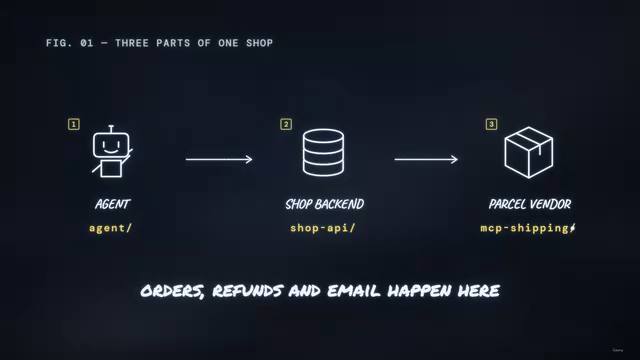 FIG. 01 — THREE PARTS OF ONE SHOP
1
2
3
AGENT
SHOP BACKEND
PARCEL VENDOR
agent/
shop-api/
mcp-shipping/
ORDERS, REFUNDS AND EMAIL HAPPEN HERE